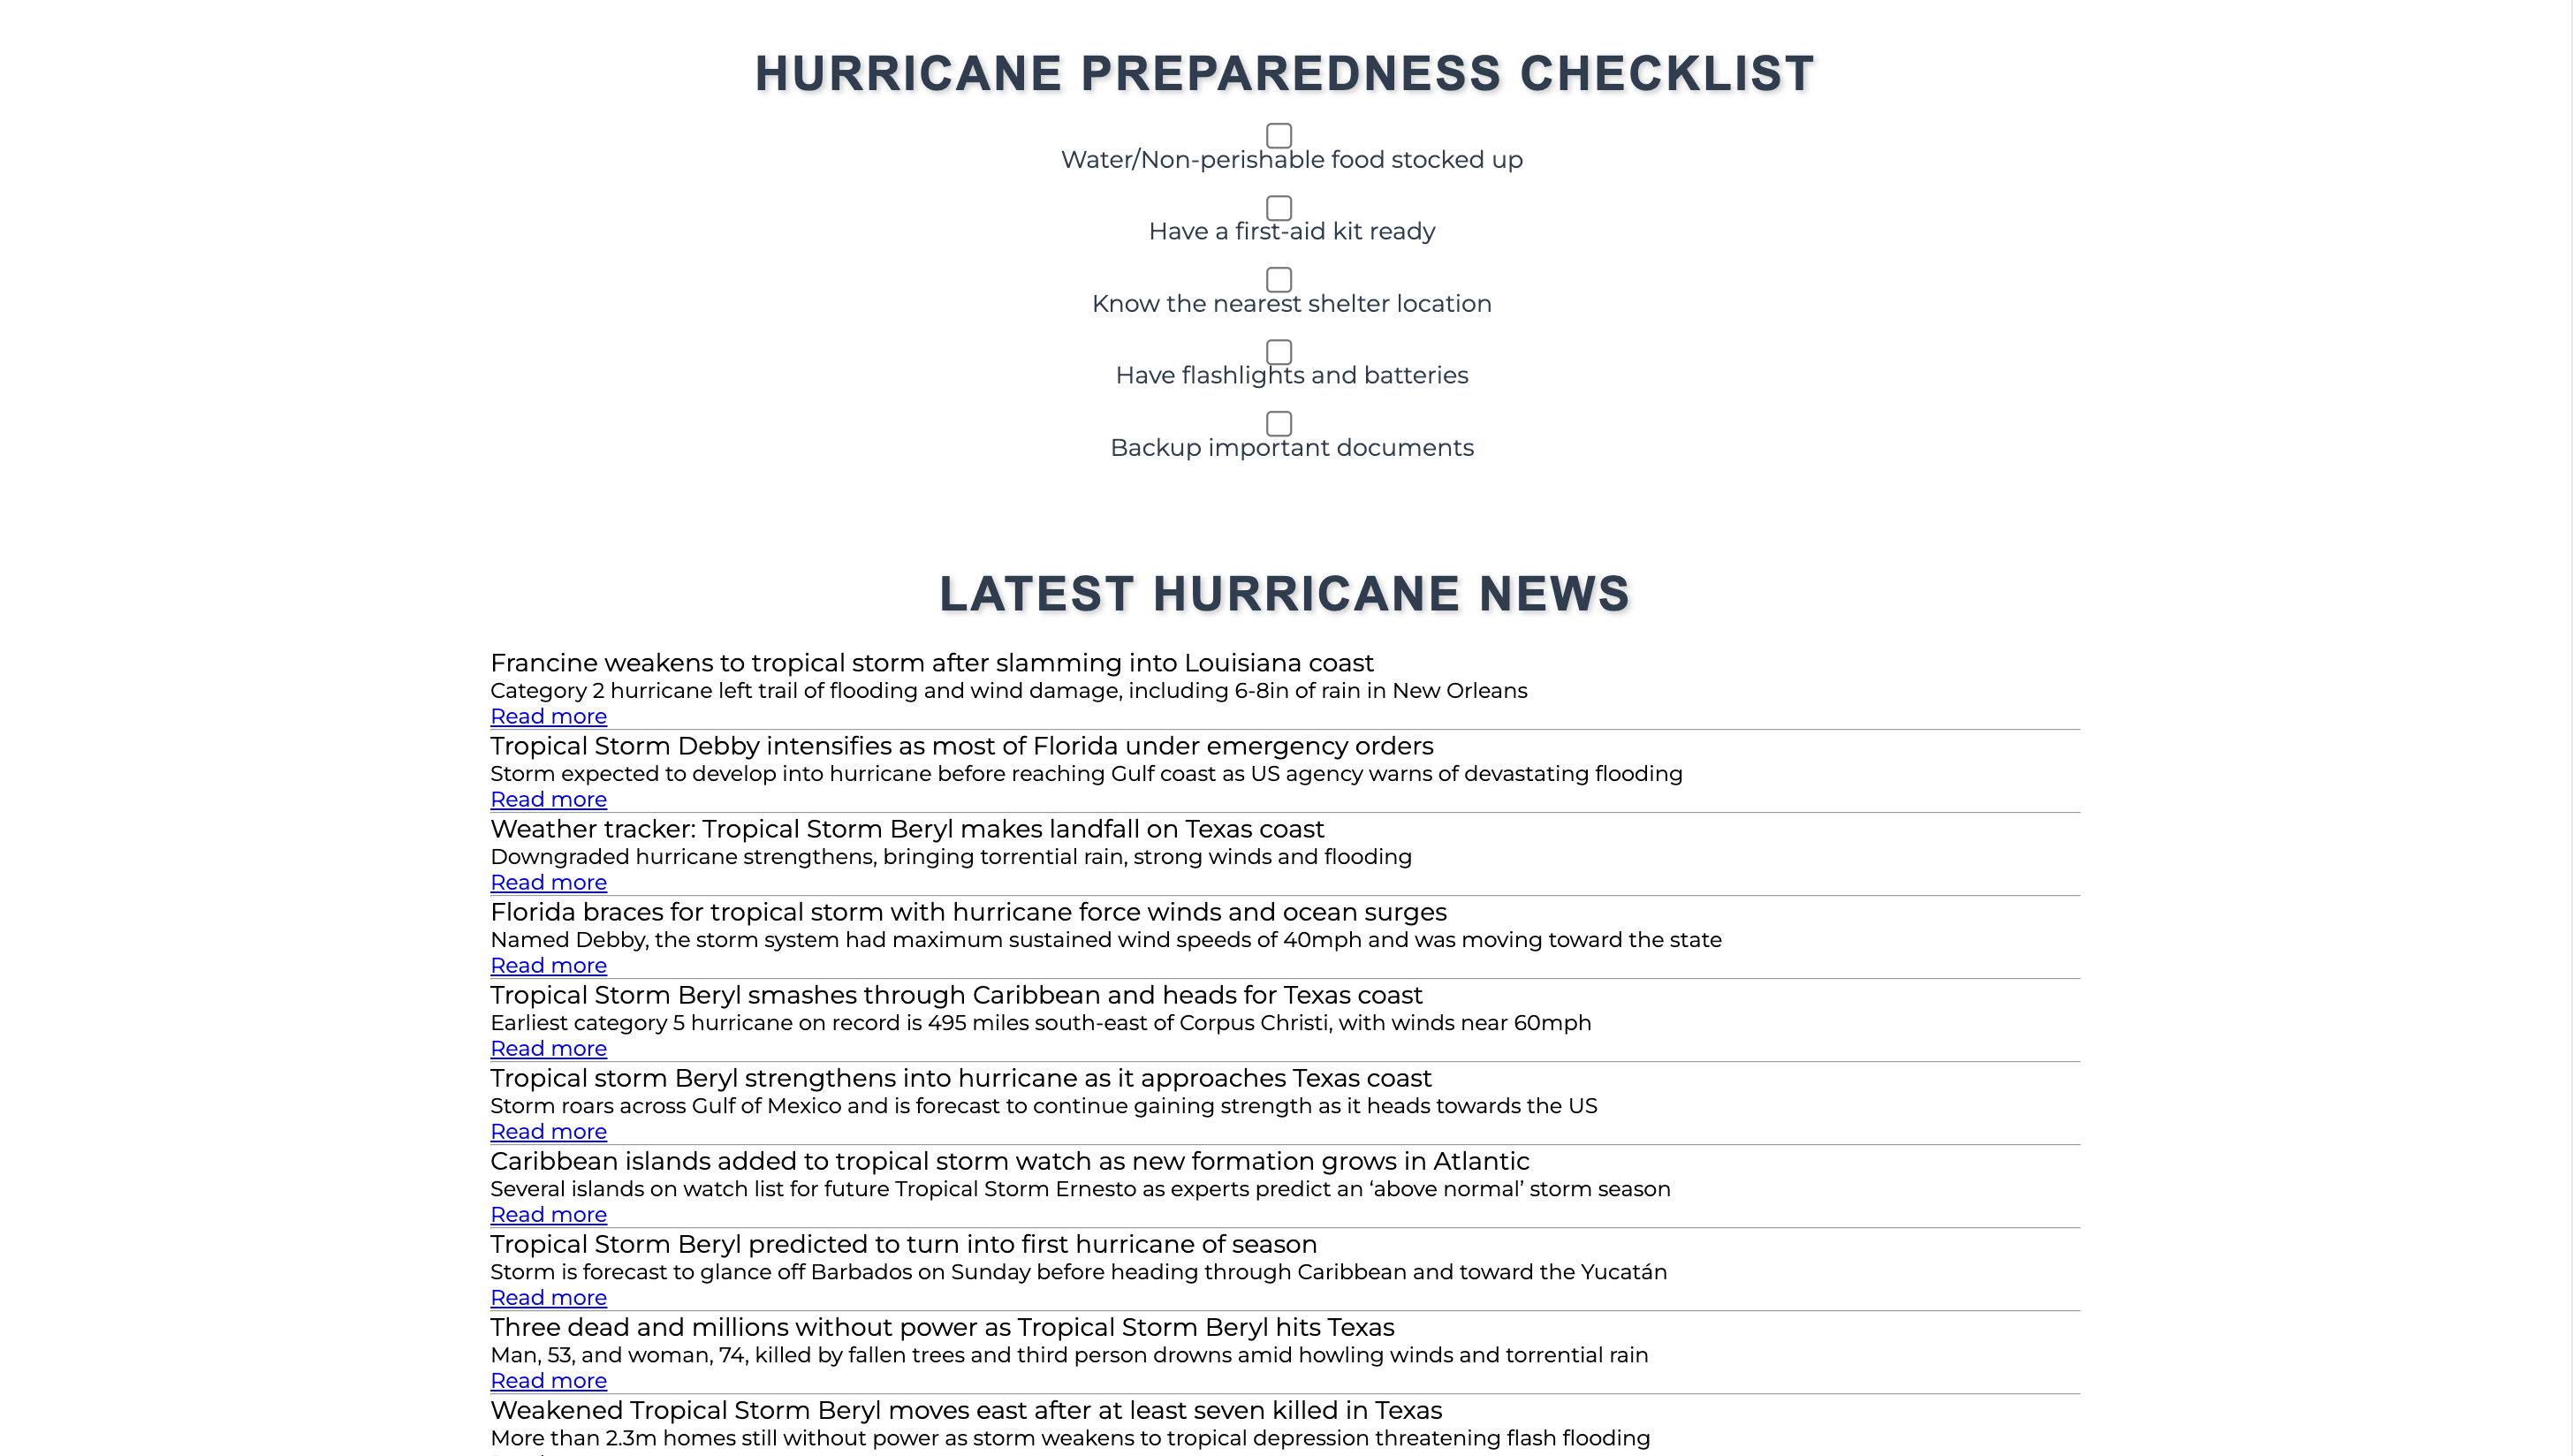 HURRICANE PREPAREDNESS CHECKLIST
Water/Non-perishable food stocked up
Have a first-aid kit ready
Know the nearest shelter location
Have flashlights and batteries
Backup important documents
LATEST HURRICANE NEWS
Francine weakens to tropical storm after slamming into Louisiana coast
Category 2 hurricane left trail of flooding and wind damage, including 6-8in of rain in New Orleans
Read more
Tropical Storm Debby intensifies as most of Florida under emergency orders
Storm expected to develop into hurricane before reaching Gulf coast as US agency warns of devastating flooding
Read more
Weather tracker: Tropical Storm Beryl makes landfall on Texas coast
Downgraded hurricane strengthens, bringing torrential rain, strong winds and flooding
Read more
Florida braces for tropical storm with hurricane force winds and ocean surges
Named Debby, the storm system had maximum sustained wind speeds of 40mph and was moving toward the state
Read more
Tropical Storm Beryl smashes through Caribbean and heads for Texas coast
Earliest category 5 hurricane on record is 495 miles south-east of Corpus Christi, with winds near 60mph
Read more
Tropical storm Beryl strengthens into hurricane as it approaches Texas coast
Storm roars across Gulf of Mexico and is forecast to continue gaining strength as it heads towards the US
Read more
Caribbean islands added to tropical storm watch as new formation grows in Atlantic
Several islands on watch list for future Tropical Storm Ernesto as experts predict an ‘above normal’ storm season
Read more
Tropical Storm Beryl predicted to turn into first hurricane of season
Storm is forecast to glance off Barbados on Sunday before heading through Caribbean and toward the Yucatán
Read more
Three dead and millions without power as Tropical Storm Beryl hits Texas
Man, 53, and woman, 74, killed by fallen trees and third person drowns amid howling winds and torrential rain
Read more
Weakened Tropical Storm Beryl moves east after at least seven killed in Texas
More than 2.3m homes still without power as storm weakens to tropical depression threatening flash flooding